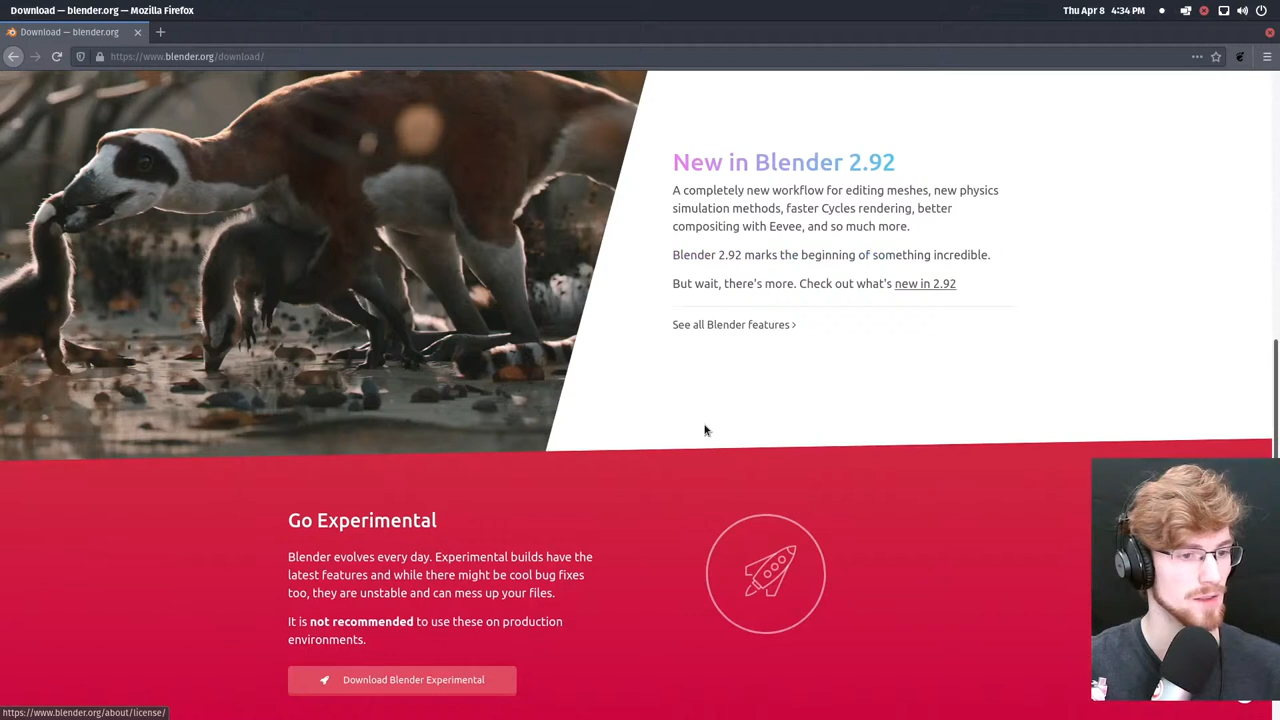 Download — blender.org — Mozilla Firefox
Thu Apr 8 4:34 PM
Download — blender.org
https://www.blender.org/download/
New in Blender 2.92
A completely new workflow for editing meshes, new physics
simulation methods, faster Cycles rendering, better
compositing with Eevee, and so much more.
Blender 2.92 marks the beginning of something incredible.
But wait, there's more. Check out what's new in 2.92
See all Blender features ›
Go Experimental
Blender evolves every day. Experimental builds have the
latest features and while there might be cool bug fixes
too, they are unstable and can mess up your files.
It is not recommended to use these on production
environments.
Download Blender Experimental
https://www.blender.org/about/license/